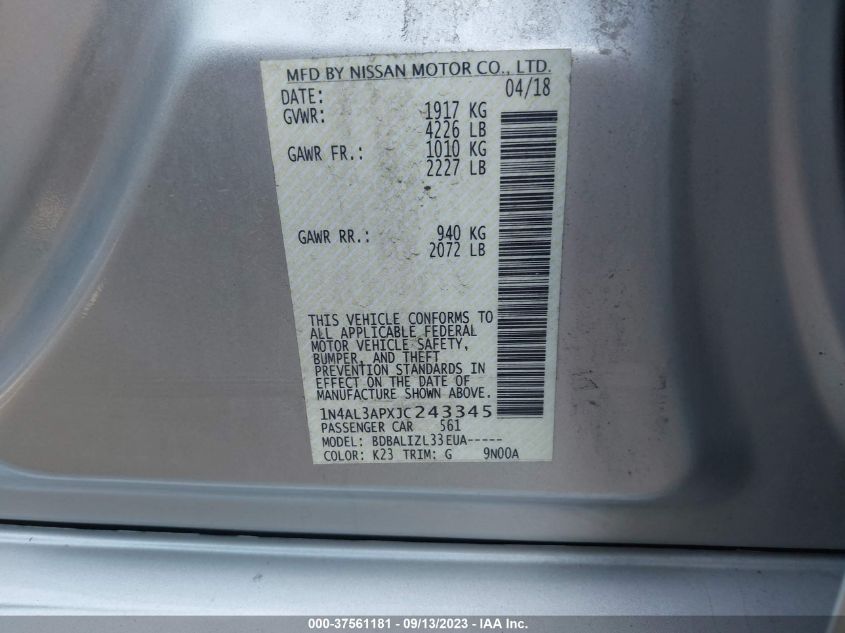 MFD BY NISSAN MOTOR CO., LTD.
DATE: 04/18
GVWR: 1917 KG
4226 LB
GAWR FR.: 1010 KG
2227 LB
GAWR RR.: 940 KG
2072 LB
THIS VEHICLE CONFORMS TO
ALL APPLICABLE FEDERAL
MOTOR VEHICLE SAFETY,
BUMPER, AND THEFT
PREVENTION STANDARDS IN
EFFECT ON THE DATE OF
MANUFACTURE SHOWN ABOVE.
1N4AL3APXJC243345
PASSENGER CAR 561
MODEL: BDBALIZL33EUA-----
COLOR: K23 TRIM: G 9N00A
000-37561181 - 09/13/2023 - IAA Inc.